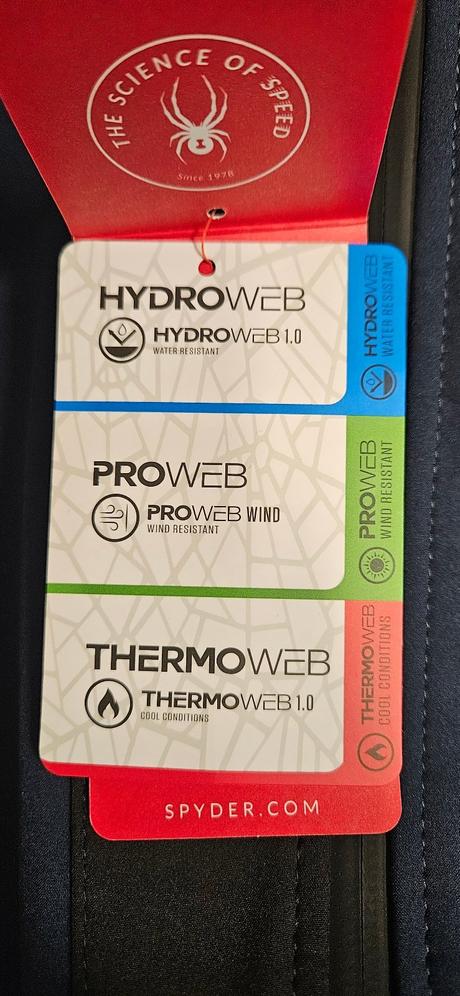 THE SCIENCE OF SPEED
Since 1978
HYDROWEB
HYDROWEB 1.0
WATER RESISTANT
HYDROWEB
WATER RESISTANT
PROWEB
PROWEB WIND
WIND RESISTANT
PROWEB
WIND RESISTANT
THERMOWEB
THERMOWEB 1.0
COOL CONDITIONS
THERMOWEB
COOL CONDITIONS
SPYDER.COM